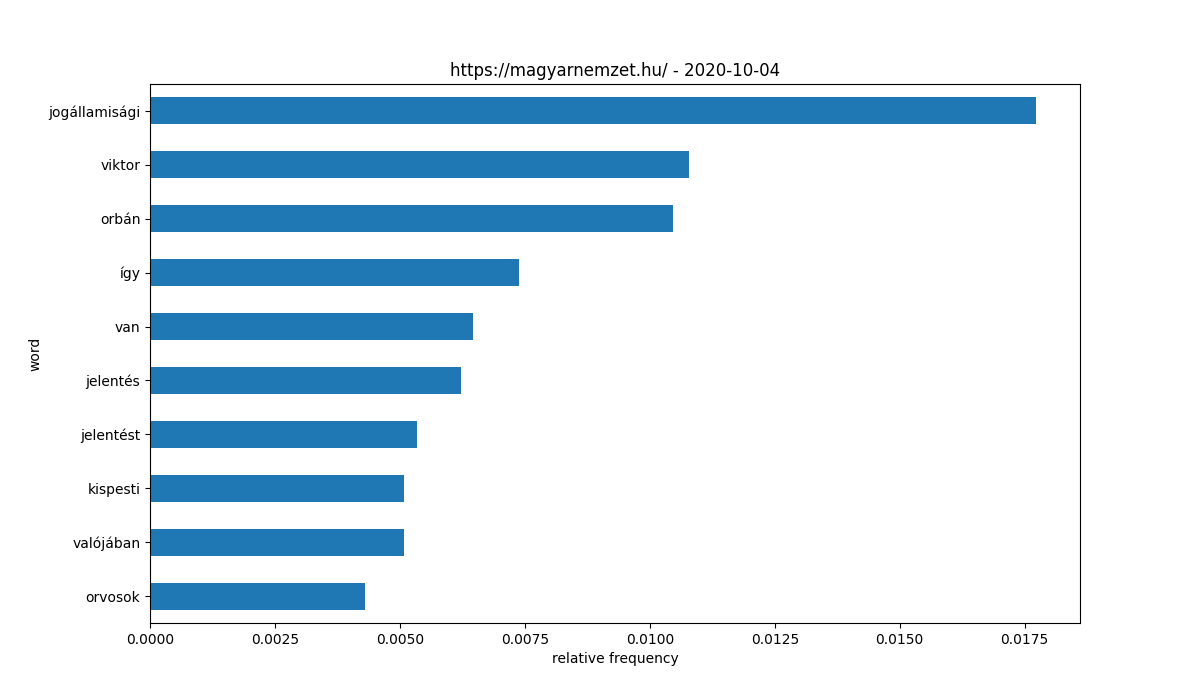 https://magyarnemzet.hu/ - 2020-10-04
jogállamisági
viktor
orbán
így
van
jelentés
jelentést
kispesti
valójában
orvosok
word
0.0000 0.0025 0.0050 0.0075 0.0100 0.0125 0.0150 0.0175
relative frequency